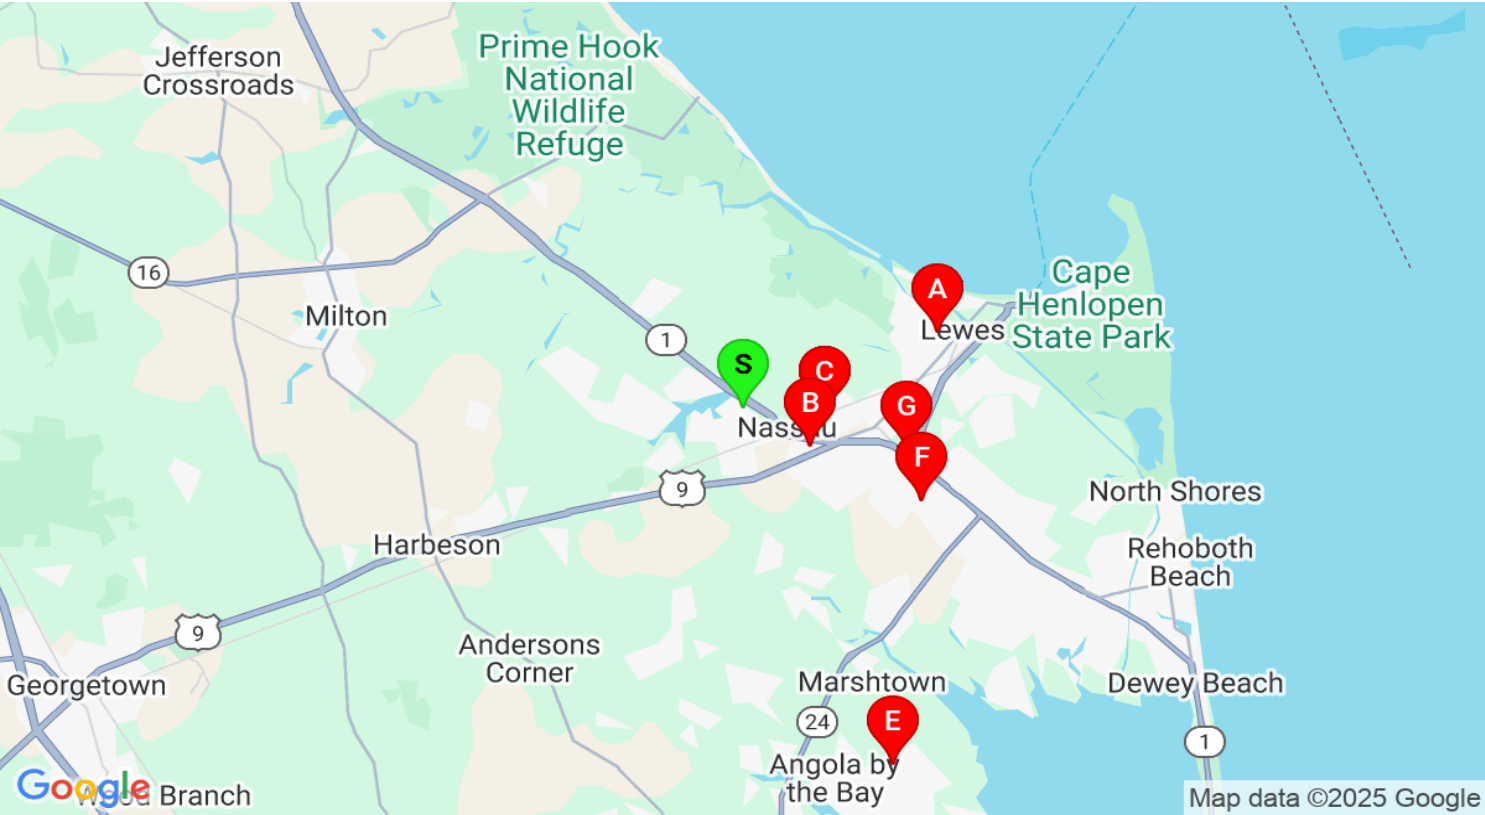 Jefferson
Crossroads
Prime Hook
National
Wildlife
Refuge
16
Milton
1
S
A
Lewes
Cape
Henlopen
State Park
C
B
Nassau
G
F
9
North Shores
Harbeson
Rehoboth
Beach
9
Andersons
Corner
Georgetown
Marshtown
Dewey Beach
E
24
1
Angola by
the Bay
Google
Branch
Map data ©2025 Google